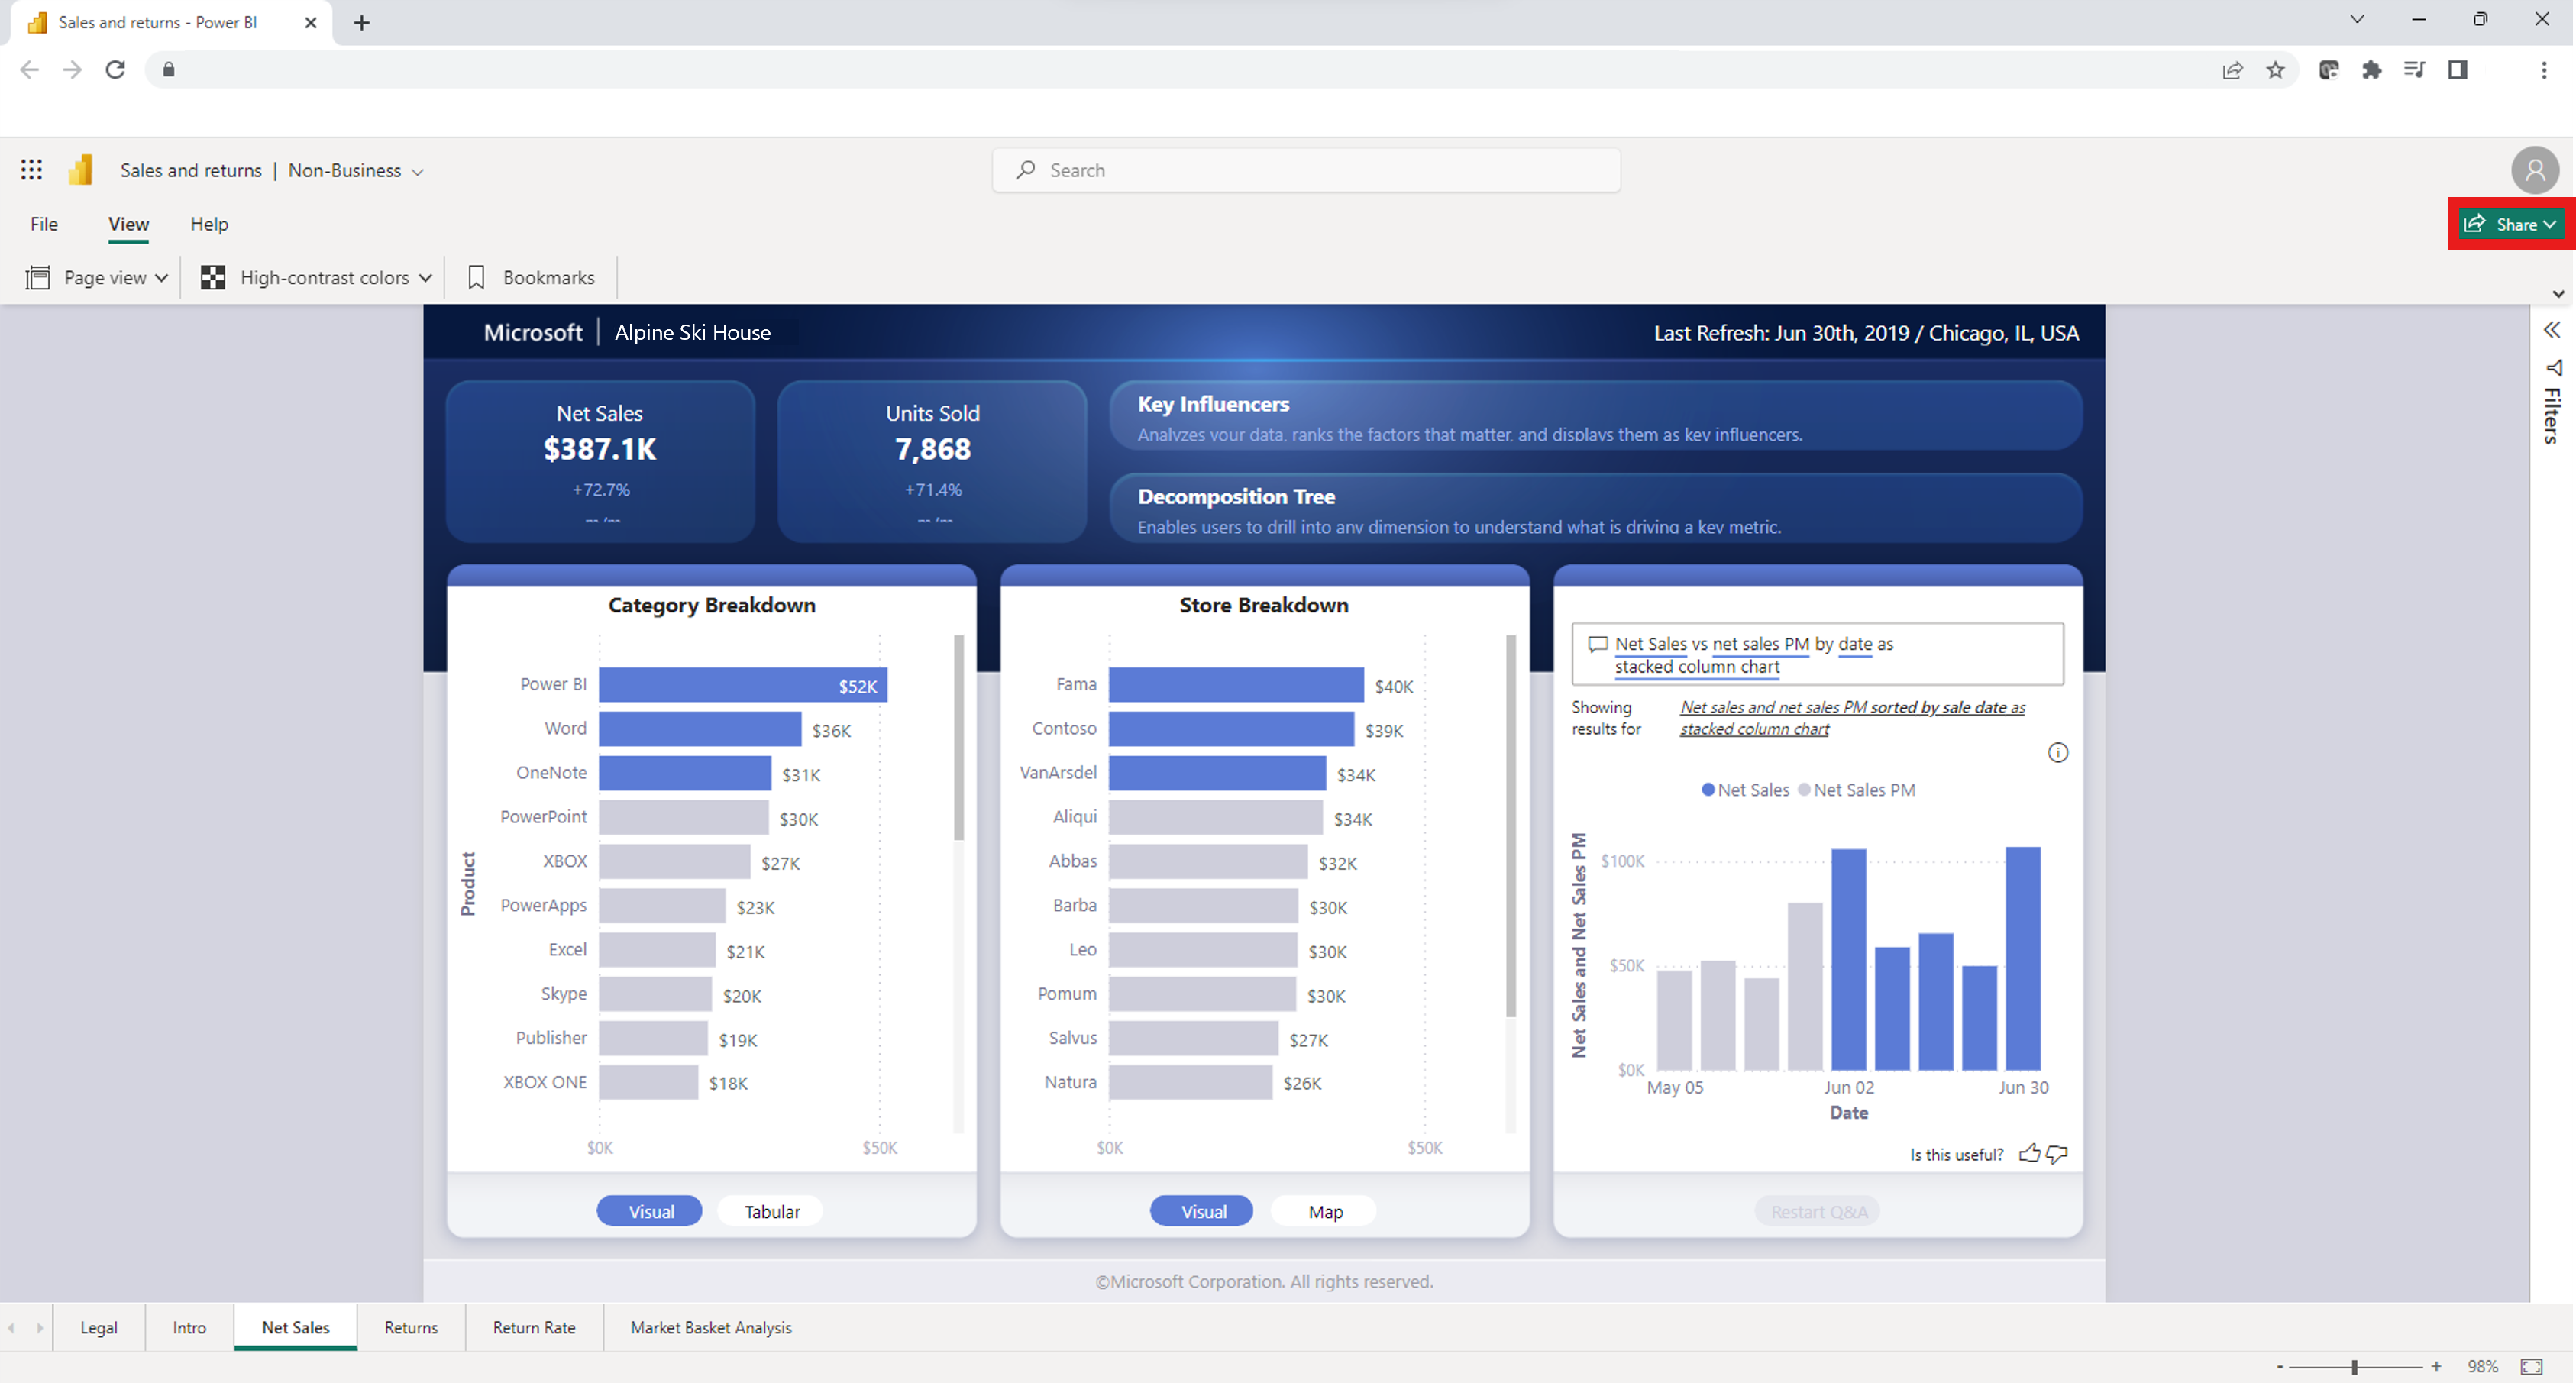 Sales and returns - Power BI
Sales and returns | Non-Business
Search
File View Help
Share
Page view
High-contrast colors
Bookmarks
Microsoft | Alpine Ski House
Last Refresh: Jun 30th, 2019 / Chicago, IL, USA
Net Sales
$387.1K
+72.7%
Units Sold
7,868
+71.4%
Key Influencers
Analyzes your data, ranks the factors that matter, and displays them as key influencers.
Decomposition Tree
Enables users to drill into any dimension to understand what is driving a key metric.
Filters
Category Breakdown
Product
Power BI $52K
Word $36K
OneNote $31K
PowerPoint $30K
XBOX $27K
PowerApps $23K
Excel $21K
Skype $20K
Publisher $19K
XBOX ONE $18K
$0K $50K
Visual Tabular
Store Breakdown
Fama $40K
Contoso $39K
VanArsdel $34K
Aliqui $34K
Abbas $32K
Barba $30K
Leo $30K
Pomum $30K
Salvus $27K
Natura $26K
$0K $50K
Visual Map
Net Sales vs net sales PM by date as
stacked column chart
Showing
results for
Net sales and net sales PM sorted by sale date as
stacked column chart
Net Sales Net Sales PM
Net Sales and Net Sales PM
$100K
$50K
$0K
May 05 Jun 02 Jun 30
Date
Is this useful?
Restart Q&A
©Microsoft Corporation. All rights reserved.
Legal Intro Net Sales Returns Return Rate Market Basket Analysis
- + 98%